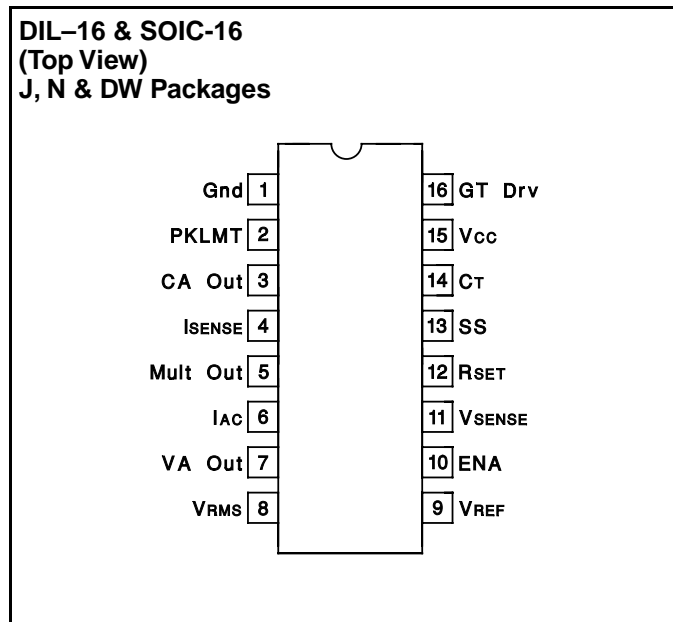 DIL–16 & SOIC-16
(Top View)
J, N & DW Packages
Gnd 1
PKLMT 2
CA Out 3
ISENSE 4
Mult Out 5
IAC 6
VA Out 7
VRMS 8
16 GT Drv
15 VCC
14 CT
13 SS
12 RSET
11 VSENSE
10 ENA
9 VREF